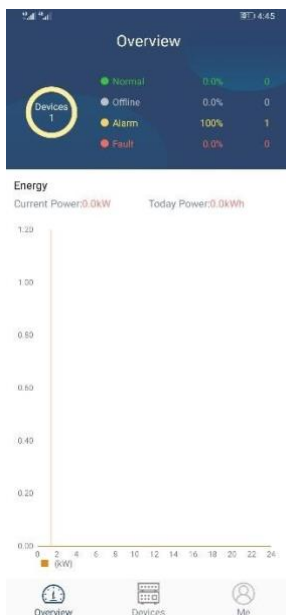 4:45
Overview
Devices
1
Normal 0.0% 0
Offline 0.0% 0
Alarm 100% 1
Fault 0.0% 0
Energy
Current Power:0.0kW Today Power:0.0kWh
1.20
1.00
0.80
0.60
0.40
0.20
0.00
0 2 4 6 8 10 12 14 16 18 20 22 24
(kW)
Overview Devices Me